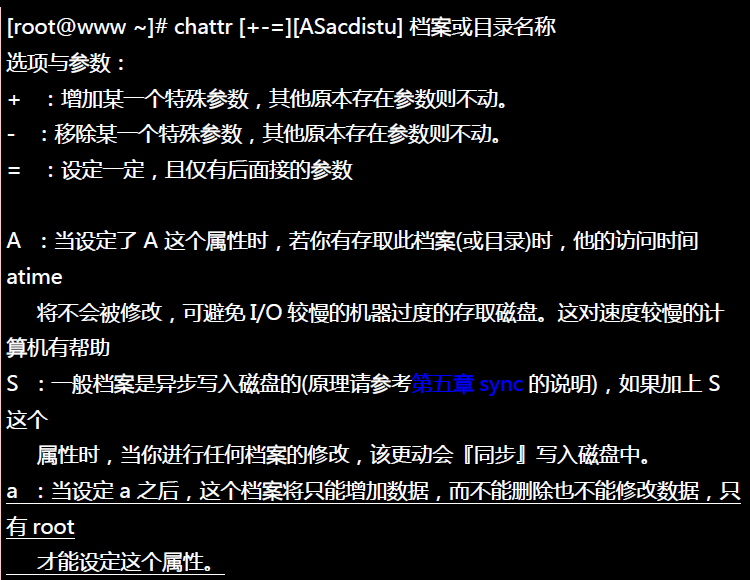 [root@www ~]# chattr [+-=][ASacdistu] 档案或目录名称
选项与参数：
+ ：增加某一个特殊参数，其他原本存在参数则不动。
- ：移除某一个特殊参数，其他原本存在参数则不动。
= ：设定一定，且仅有后面接的参数
A ：当设定了 A 这个属性时，若你有存取此档案(或目录)时，他的访问时间
atime
将不会被修改，可避免 I/O 较慢的机器过度的存取磁盘。这对速度较慢的计
算机有帮助
S ：一般档案是异步写入磁盘的(原理请参考第五章 sync 的说明)，如果加上 S
这个
属性时，当你进行任何档案的修改，该更动会『同步』写入磁盘中。
a ：当设定 a 之后，这个档案将只能增加数据，而不能删除也不能修改数据，只
有 root
才能设定这个属性。